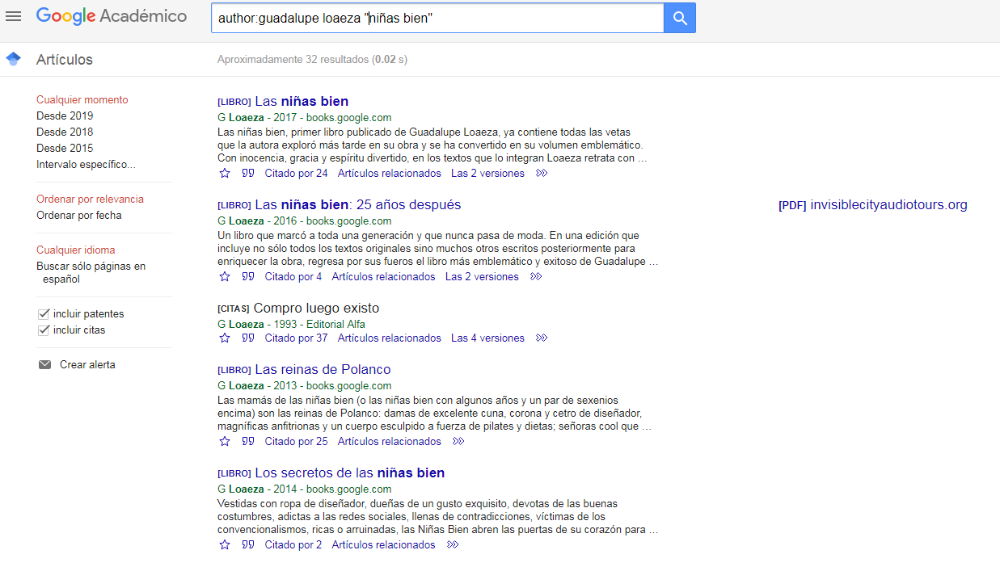 Google Académico
author:guadalupe loaeza "niñas bien"
Artículos
Aproximadamente 32 resultados (0.02 s)
Cualquier momento
Desde 2019
Desde 2018
Desde 2015
Intervalo específico...
Ordenar por relevancia
Ordenar por fecha
Cualquier idioma
Buscar sólo páginas en
español
incluir patentes
incluir citas
Crear alerta
[LIBRO] Las niñas bien
G Loaeza - 2017 - books.google.com
Las niñas bien, primer libro publicado de Guadalupe Loaeza, ya contiene todas las vetas
que la autora exploró más tarde en su obra y se ha convertido en su volumen emblemático.
Con inocencia, gracia y espíritu divertido, en los textos que lo integran Loaeza retrata con ...
Citado por 24 Artículos relacionados Las 2 versiones
[LIBRO] Las niñas bien: 25 años después
[PDF] invisiblecityaudiotours.org
G Loaeza - 2016 - books.google.com
Un libro que marcó a toda una generación y que nunca pasa de moda. En una edición que
incluye no sólo todos los textos originales sino muchos otros escritos posteriormente para
enriquecer la obra, regresa por sus fueros el libro más emblemático y exitoso de Guadalupe ...
Citado por 4 Artículos relacionados Las 2 versiones
[CITAS] Compro luego existo
G Loaeza - 1993 - Editorial Alfa
Citado por 37 Artículos relacionados Las 4 versiones
[LIBRO] Las reinas de Polanco
G Loaeza - 2013 - books.google.com
Las mamás de las niñas bien (o las niñas bien con algunos años y un par de sexenios
encima) son las reinas de Polanco: damas de excelente cuna, corona y cetro de diseñador,
magníficas anfitrionas y un cuerpo esculpido a fuerza de pilates y dietas; señoras cool que ...
Citado por 25 Artículos relacionados
[LIBRO] Los secretos de las niñas bien
G Loaeza - 2014 - books.google.com
Vestidas con ropa de diseñador, dueñas de un gusto exquisito, devotas de las buenas
costumbres, adictas a las redes sociales, llenas de contradicciones, víctimas de los
convencionalismos, ricas o arruinadas, las Niñas Bien abren las puertas de su corazón para ...
Citado por 2 Artículos relacionados